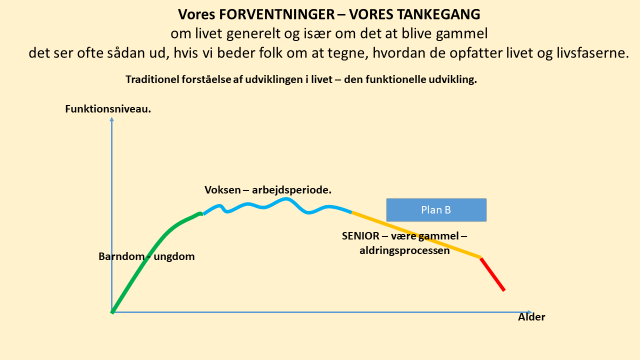 Vores FORVENTNINGER – VORES TANKEGANG
om livet generelt og især om det at blive gammel
det ser ofte sådan ud, hvis vi beder folk om at tegne, hvordan de opfatter livet og livsfaserne.
Traditionel forståelse af udviklingen i livet – den funktionelle udvikling.
Funktionsniveau.
Voksen – arbejdsperiode.
Plan B
SENIOR – være gammel –
aldringsprocessen
Barndom - ungdom
Alder